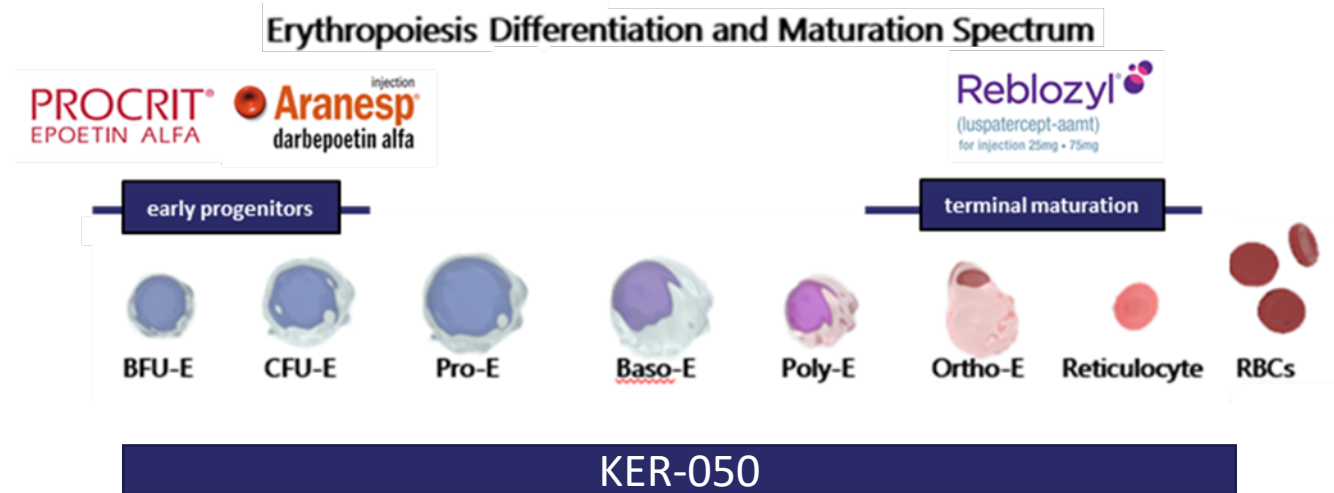 Erythropoiesis Differentiation and Maturation Spectrum
PROCRIT®
EPOETIN ALFA
injection
Aranesp®
darbepoetin alfa
Reblozyl®
(luspatercept-aamt)
for injection 25mg • 75mg
early progenitors
terminal maturation
BFU-E CFU-E Pro-E Baso-E Poly-E Ortho-E Reticulocyte RBCs
KER-050